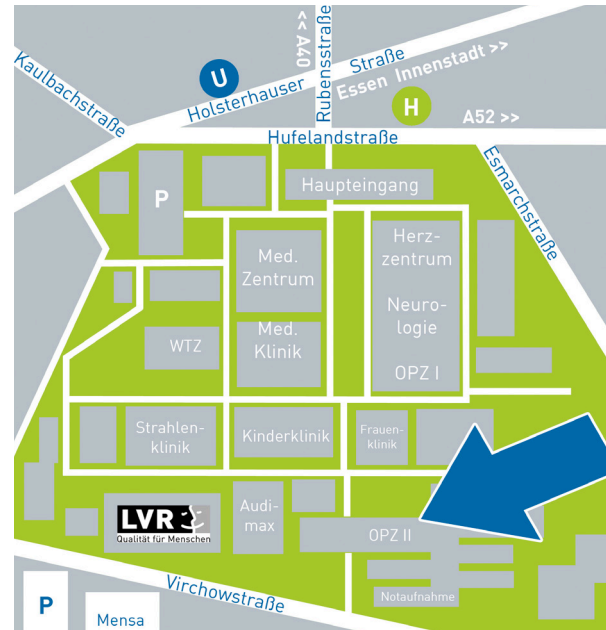 << A40
Kaulbachstraße
U
Holsterhauser Straße
Rubensstraße
Essen Innenstadt >>
H
A52 >>
Hufelandstraße
Esmarchstraße
P
Haupteingang
Med.
Zentrum
Herz-
zentrum
Neuro-
logie
OPZ I
Med.
Klinik
WTZ
Strahlen-
klinik
Kinderklinik
Frauen-
klinik
LVR
Qualität für Menschen
Audi-
max
OPZ II
Notaufnahme
Virchowstraße
P
Mensa